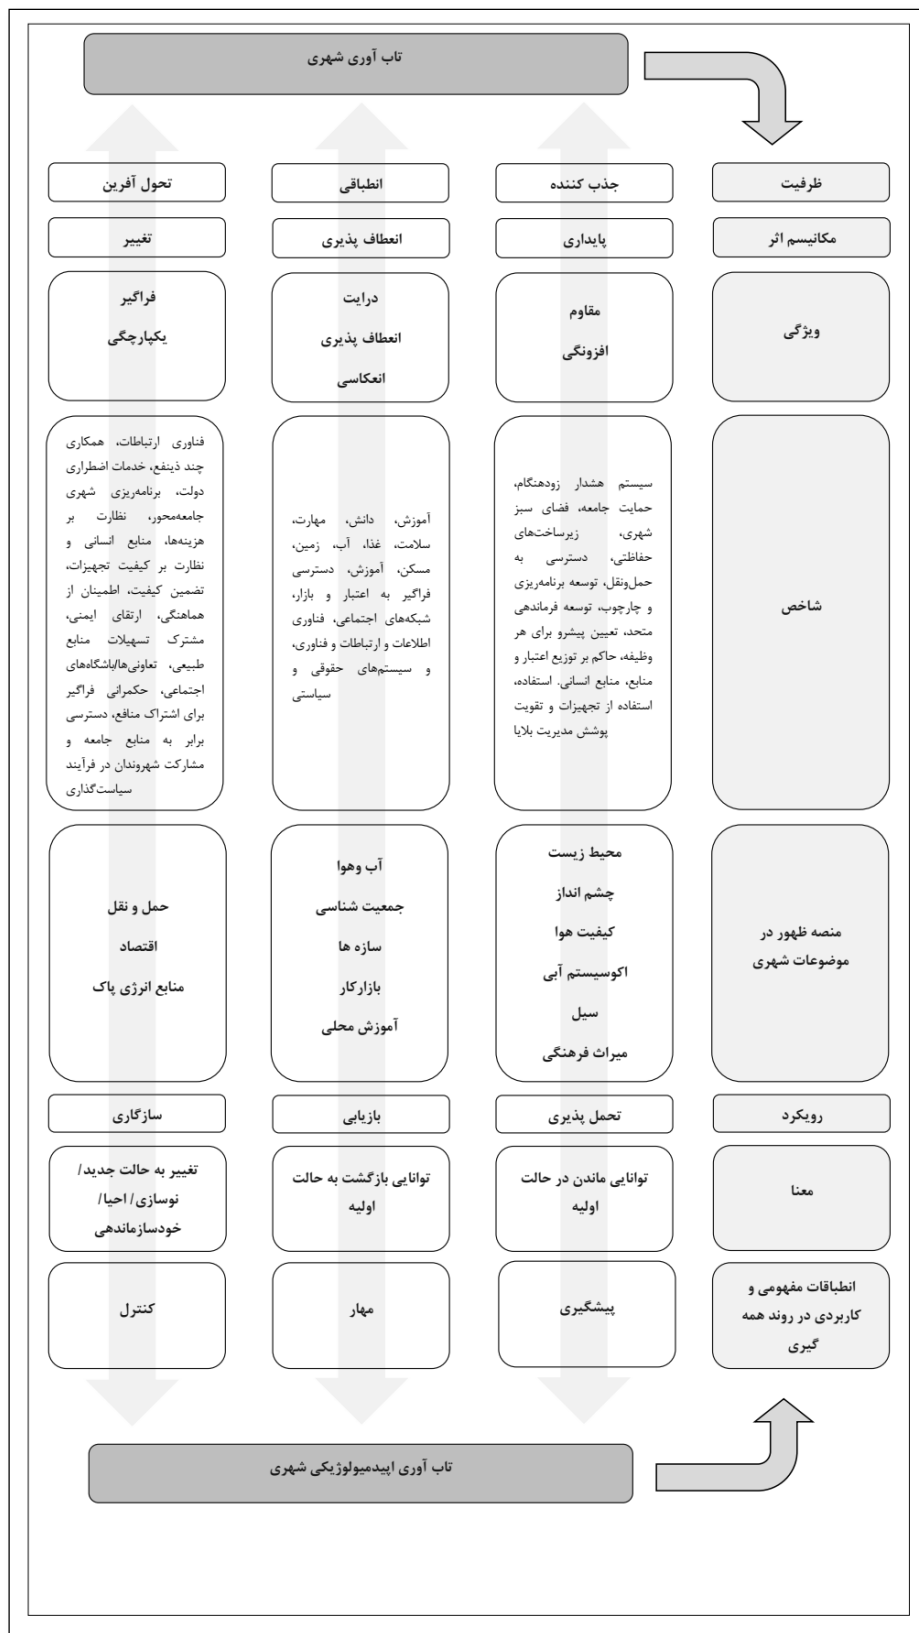 تاب آوری شهری
ظرفیت
جذب کننده
انطباقی
تحول آفرین
مکانیسم اثر
پایداری
انعطاف پذیری
تغییر
ویژگی
مقاوم
افزونگی
درایت
انعطاف پذیری
انعکاسی
فراگیر
یکپارچگی
شاخص
سیستم هشدار زودهنگام،
حمایت جامعه، فضای سبز
شهری، زیرساخت‌های
حفاظتی، دسترسی به
حمل‌ونقل، توسعه برنامه‌ریزی
و چارچوب، توسعه فرماندهی
متحد، تعیین پیشرو برای هر
وظیفه، حاکم بر توزیع اعتبار و
منابع، منابع انسانی. استفاده،
استفاده از تجهیزات و تقویت
پوشش مدیریت بلایا
آموزش، دانش، مهارت،
سلامت، غذا، آب، زمین،
مسکن، آموزش، دسترسی
فراگیر به اعتبار و بازار،
شبکه‌های اجتماعی، فناوری
اطلاعات و ارتباطات و فناوری،
و سیستم‌های حقوقی و
سیاستی
فناوری ارتباطات، همکاری
چند ذینفع، خدمات اضطراری
دولت، برنامه‌ریزی شهری
جامعه‌محور، نظارت بر
هزینه‌ها، منابع انسانی و
نظارت بر کیفیت تجهیزات،
تضمین کیفیت، اطمینان از
هماهنگی، ارتقای ایمنی،
مشترک تسهیلات منابع
طبیعی، تعاونی‌ها/باشگاه‌های
اجتماعی، حکمرانی فراگیر
برای اشتراک منافع، دسترسی
برابر به منابع جامعه و
مشارکت شهروندان در فرآیند
سیاست‌گذاری
منصه ظهور در
موضوعات شهری
محیط زیست
چشم انداز
کیفیت هوا
اکوسیستم آبی
سیل
میراث فرهنگی
آب وهوا
جمعیت شناسی
سازه ها
بازارکار
آموزش محلی
حمل و نقل
اقتصاد
منابع انرژی پاک
رویکرد
تحمل پذیری
بازیابی
سازگاری
معنا
توانایی ماندن در حالت
اولیه
توانایی بازگشت به حالت
اولیه
تغییر به حالت جدید/
نوسازی/ احیا/
خودسازماندهی
انطباقات مفهومی و
کاربردی در روند همه
گیری
پیشگیری
مهار
کنترل
تاب آوری اپیدمیولوژیکی شهری